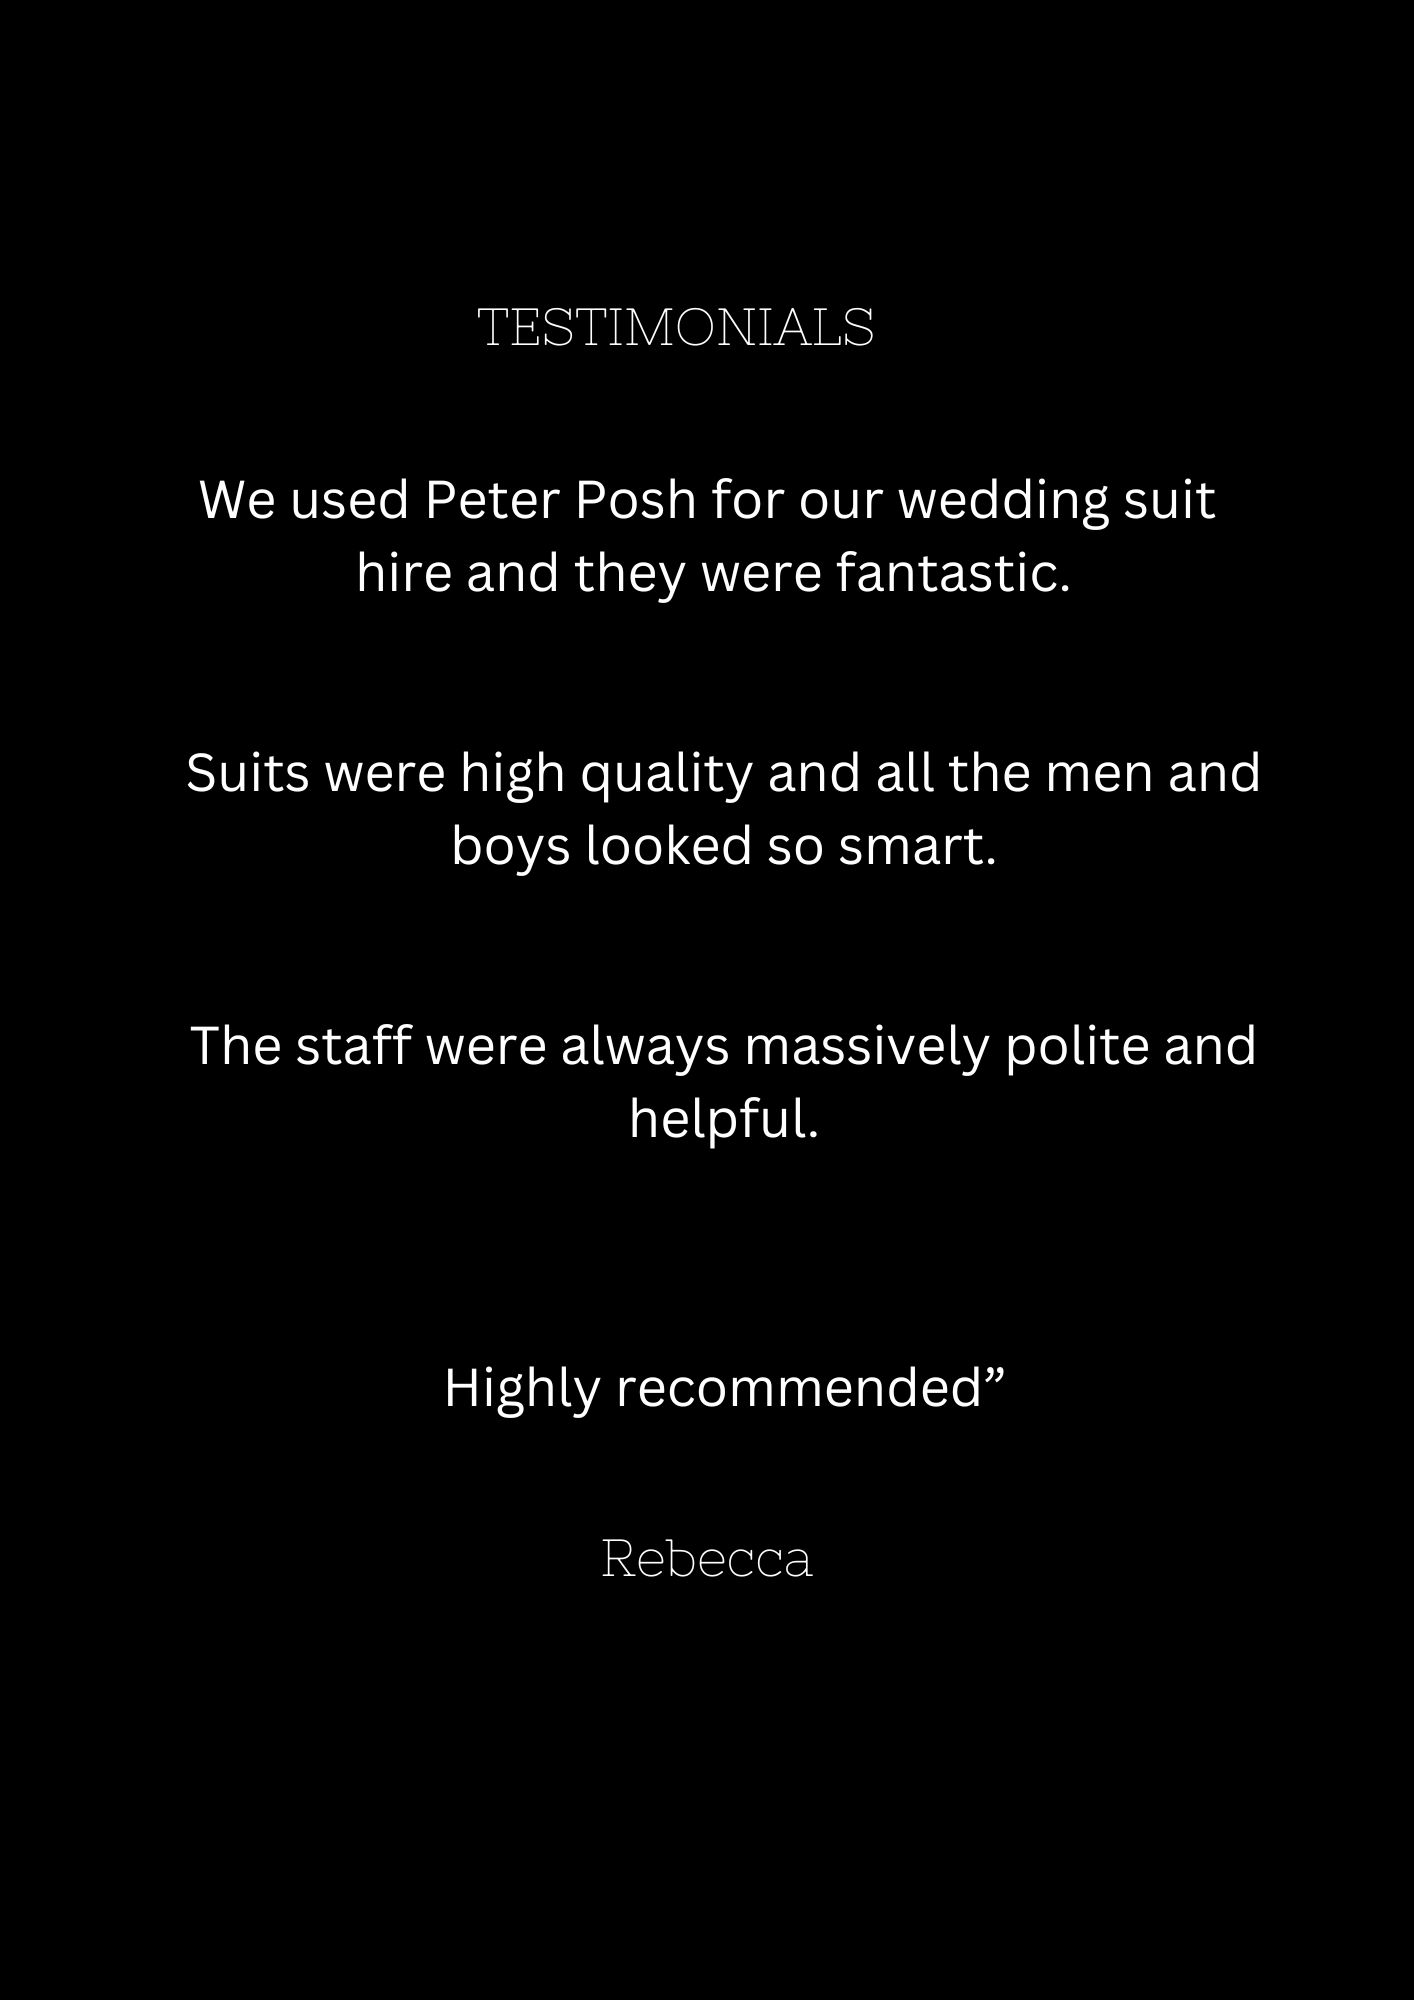 TESTIMONIALS
We used Peter Posh for our wedding suit
hire and they were fantastic.
Suits were high quality and all the men and
boys looked so smart.
The staff were always massively polite and
helpful.
Highly recommended”
Rebecca